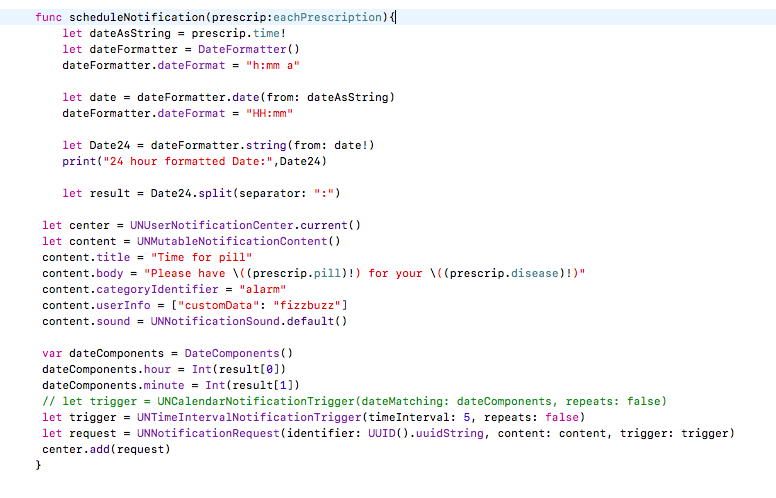 func scheduleNotification(prescrip:eachPrescription){
let dateAsString = prescrip.time!
let dateFormatter = DateFormatter()
dateFormatter.dateFormat = "h:mm a"
let date = dateFormatter.date(from: dateAsString)
dateFormatter.dateFormat = "HH:mm"
let Date24 = dateFormatter.string(from: date!)
print("24 hour formatted Date:",Date24)
let result = Date24.split(separator: ":")
let center = UNUserNotificationCenter.current()
let content = UNMutableNotificationContent()
content.title = "Time for pill"
content.body = "Please have \((prescrip.pill)!) for your \((prescrip.disease)!)"
content.categoryIdentifier = "alarm"
content.userInfo = ["customData": "fizzbuzz"]
content.sound = UNNotificationSound.default()
var dateComponents = DateComponents()
dateComponents.hour = Int(result[0])
dateComponents.minute = Int(result[1])
// let trigger = UNCalendarNotificationTrigger(dateMatching: dateComponents, repeats: false)
let trigger = UNTimeIntervalNotificationTrigger(timeInterval: 5, repeats: false)
let request = UNNotificationRequest(identifier: UUID().uuidString, content: content, trigger: trigger)
center.add(request)
}